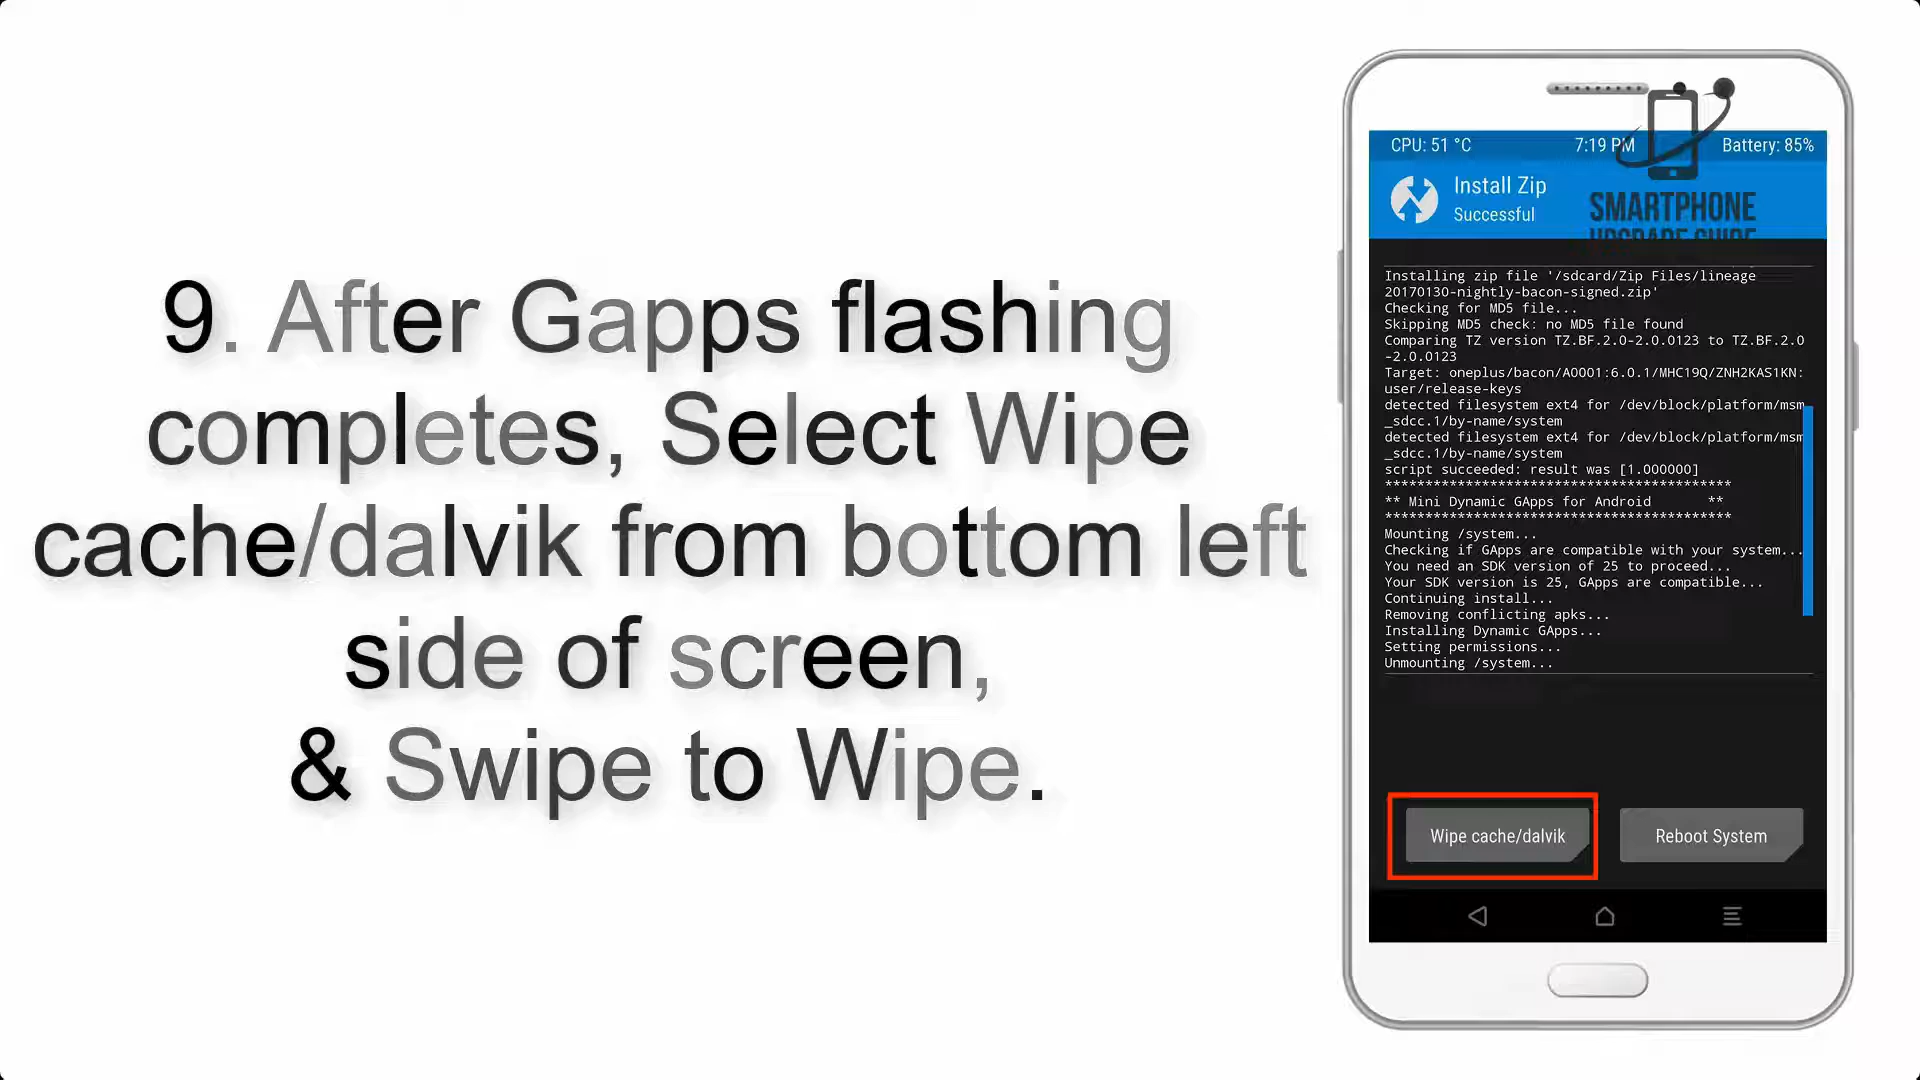 9. After Gapps flashing
completes, Select Wipe
cache/dalvik from bottom left
side of screen,
& Swipe to Wipe.
CPU: 51 °C 7:19 PM Battery: 85%
Install Zip
Successful
SMARTPHONE
UPGRADE GUIDE
Installing zip file '/sdcard/Zip Files/lineage
20170130-nightly-bacon-signed.zip'
Checking for MD5 file...
Skipping MD5 check: no MD5 file found
Comparing TZ version TZ.BF.2.0-2.0.0123 to TZ.BF.2.0
-2.0.0123
Target: oneplus/bacon/A0001:6.0.1/MHC19Q/ZNH2KAS1KN:
user/release-keys
detected filesystem ext4 for /dev/block/platform/msm
_sdcc.1/by-name/system
detected filesystem ext4 for /dev/block/platform/msm
_sdcc.1/by-name/system
script succeeded: result was [1.000000]
*******************************************
** Mini Dynamic GApps for Android **
*******************************************
Mounting /system...
Checking if GApps are compatible with your system...
You need an SDK version of 25 to proceed...
Your SDK version is 25, GApps are compatible...
Continuing install...
Removing conflicting apks...
Installing Dynamic GApps...
Setting permissions...
Unmounting /system...
Wipe cache/dalvik Reboot System